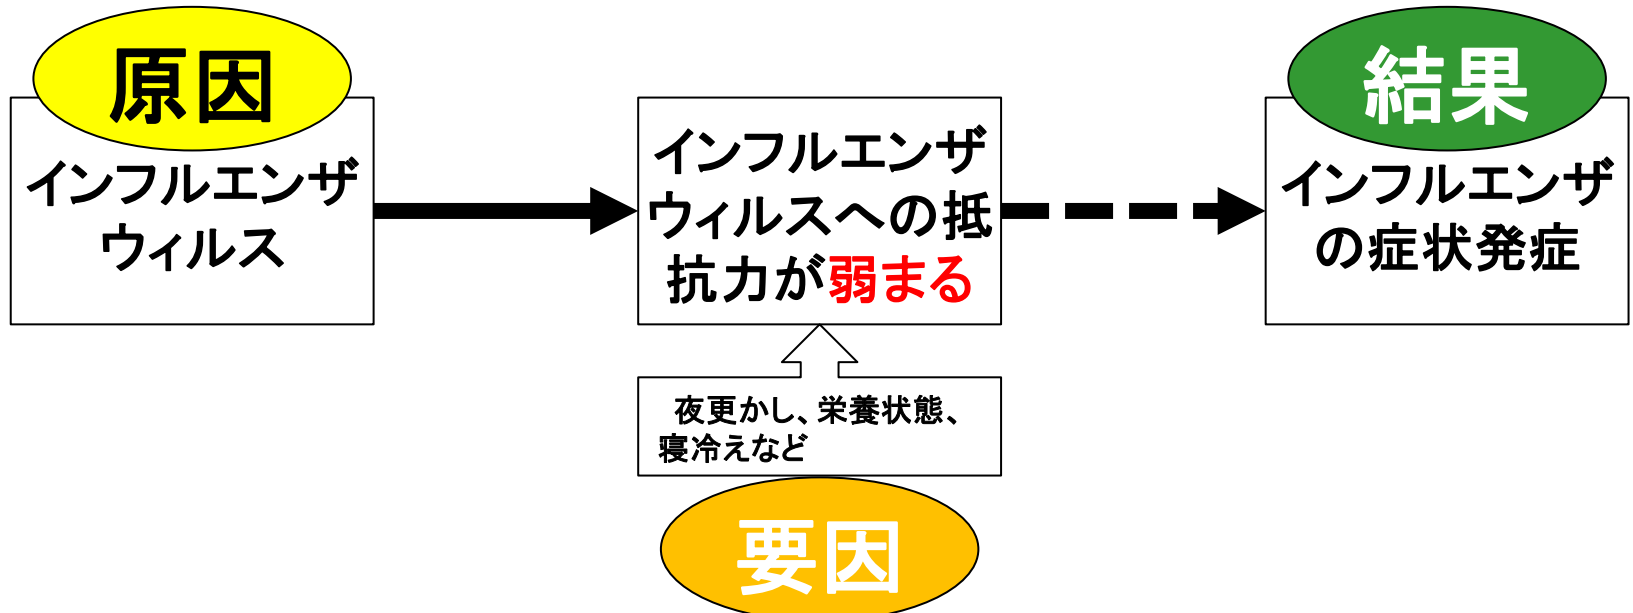 原因
インフルエンザ
ウィルス
インフルエンザ
ウィルスへの抵
抗力が弱まる
結果
インフルエンザ
の症状発症
夜更かし、栄養状態、
寝冷えなど
要因